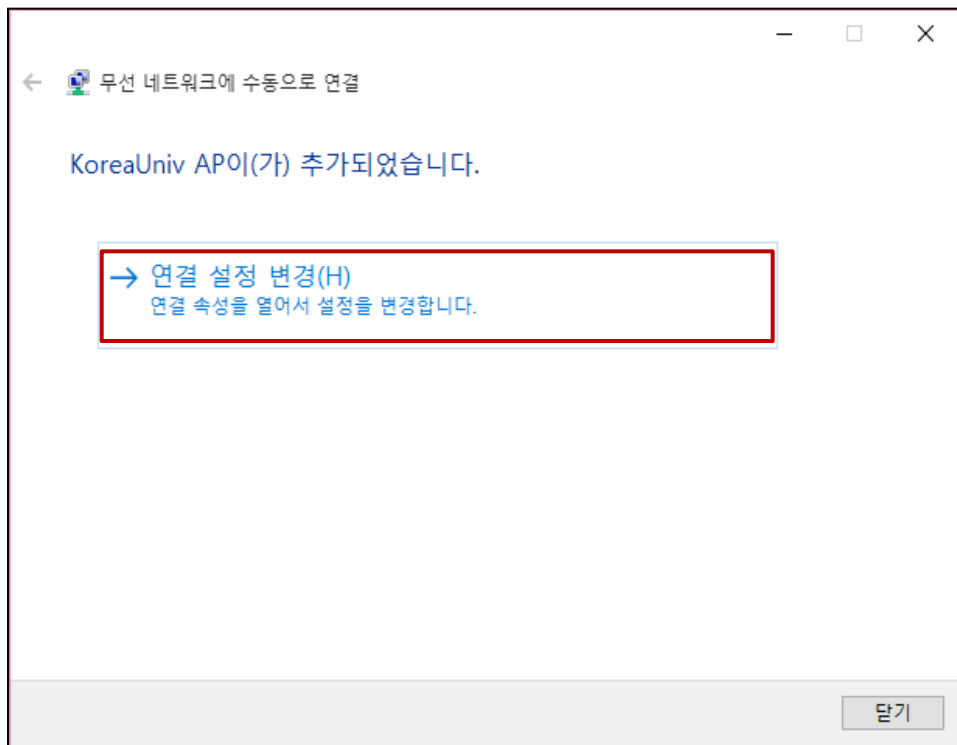 무선 네트워크에 수동으로 연결
KoreaUniv AP이(가) 추가되었습니다.
연결 설정 변경(H)
연결 속성을 열어서 설정을 변경합니다.
닫기